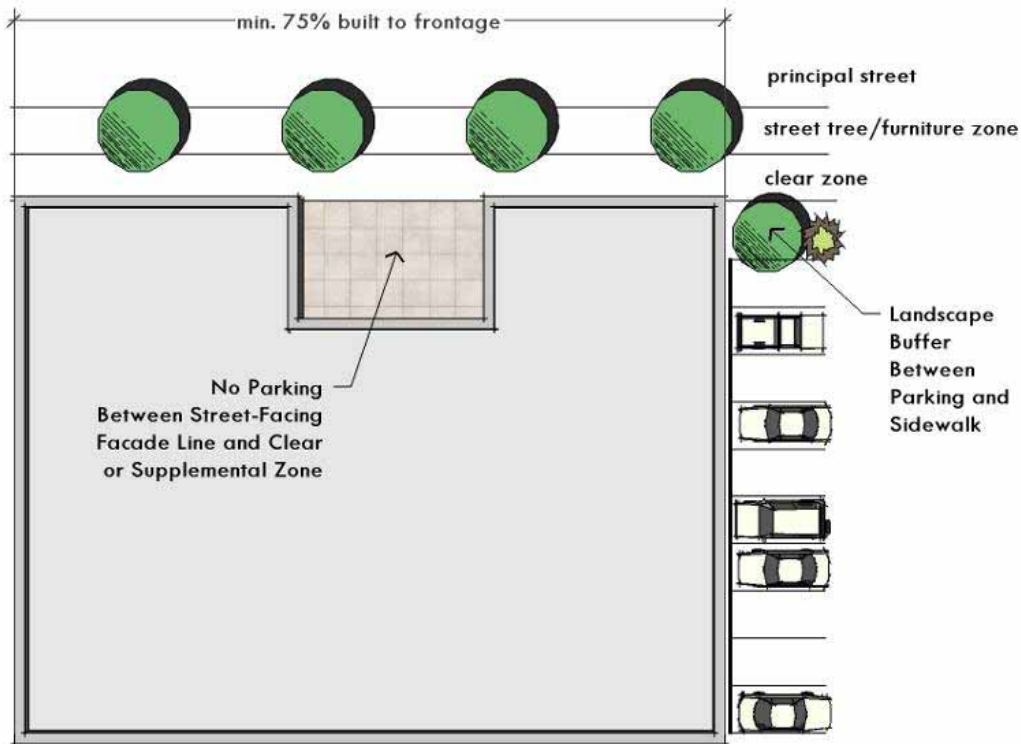 min. 75% built to frontage
principal street
street tree/furniture zone
clear zone
No Parking
Between Street-Facing
Facade Line and Clear
or Supplemental Zone
Landscape
Buffer
Between
Parking and
Sidewalk